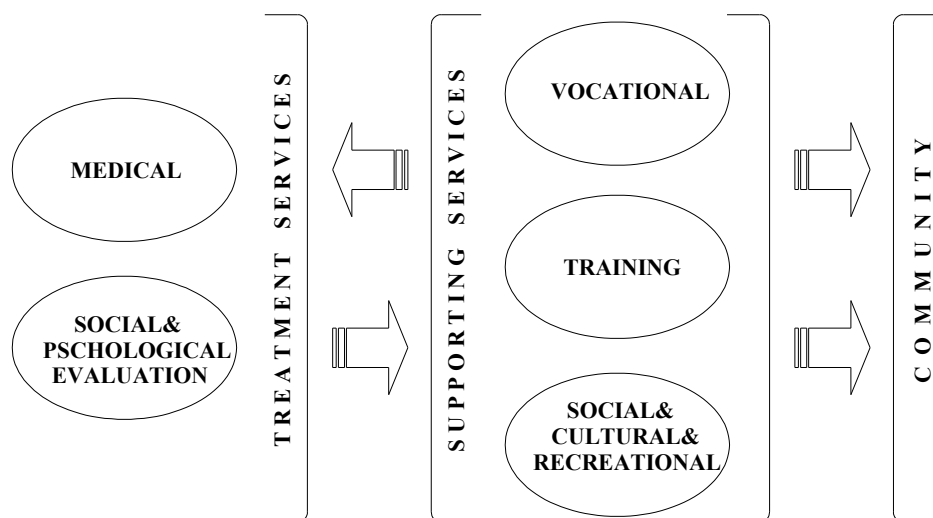 MEDICAL
SOCIAL&
PSCHOLOGICAL
EVALUATION
TREATMENT SERVICES
SUPPORTING SERVICES
VOCATIONAL
TRAINING
SOCIAL&
CULTURAL&
RECREATIONAL
COMMUNITY